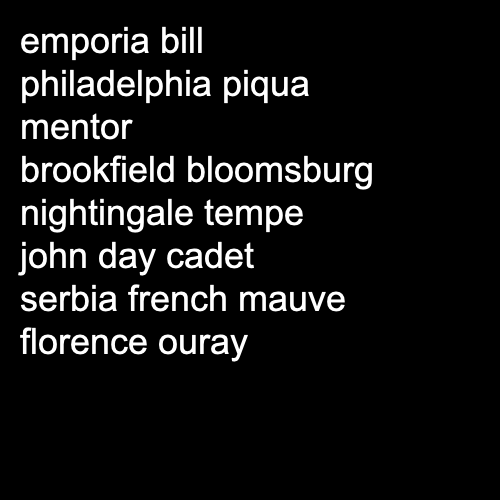 emporia bill
philadelphia piqua
mentor
brookfield bloomsburg
nightingale tempe
john day cadet
serbia french mauve
florence ouray